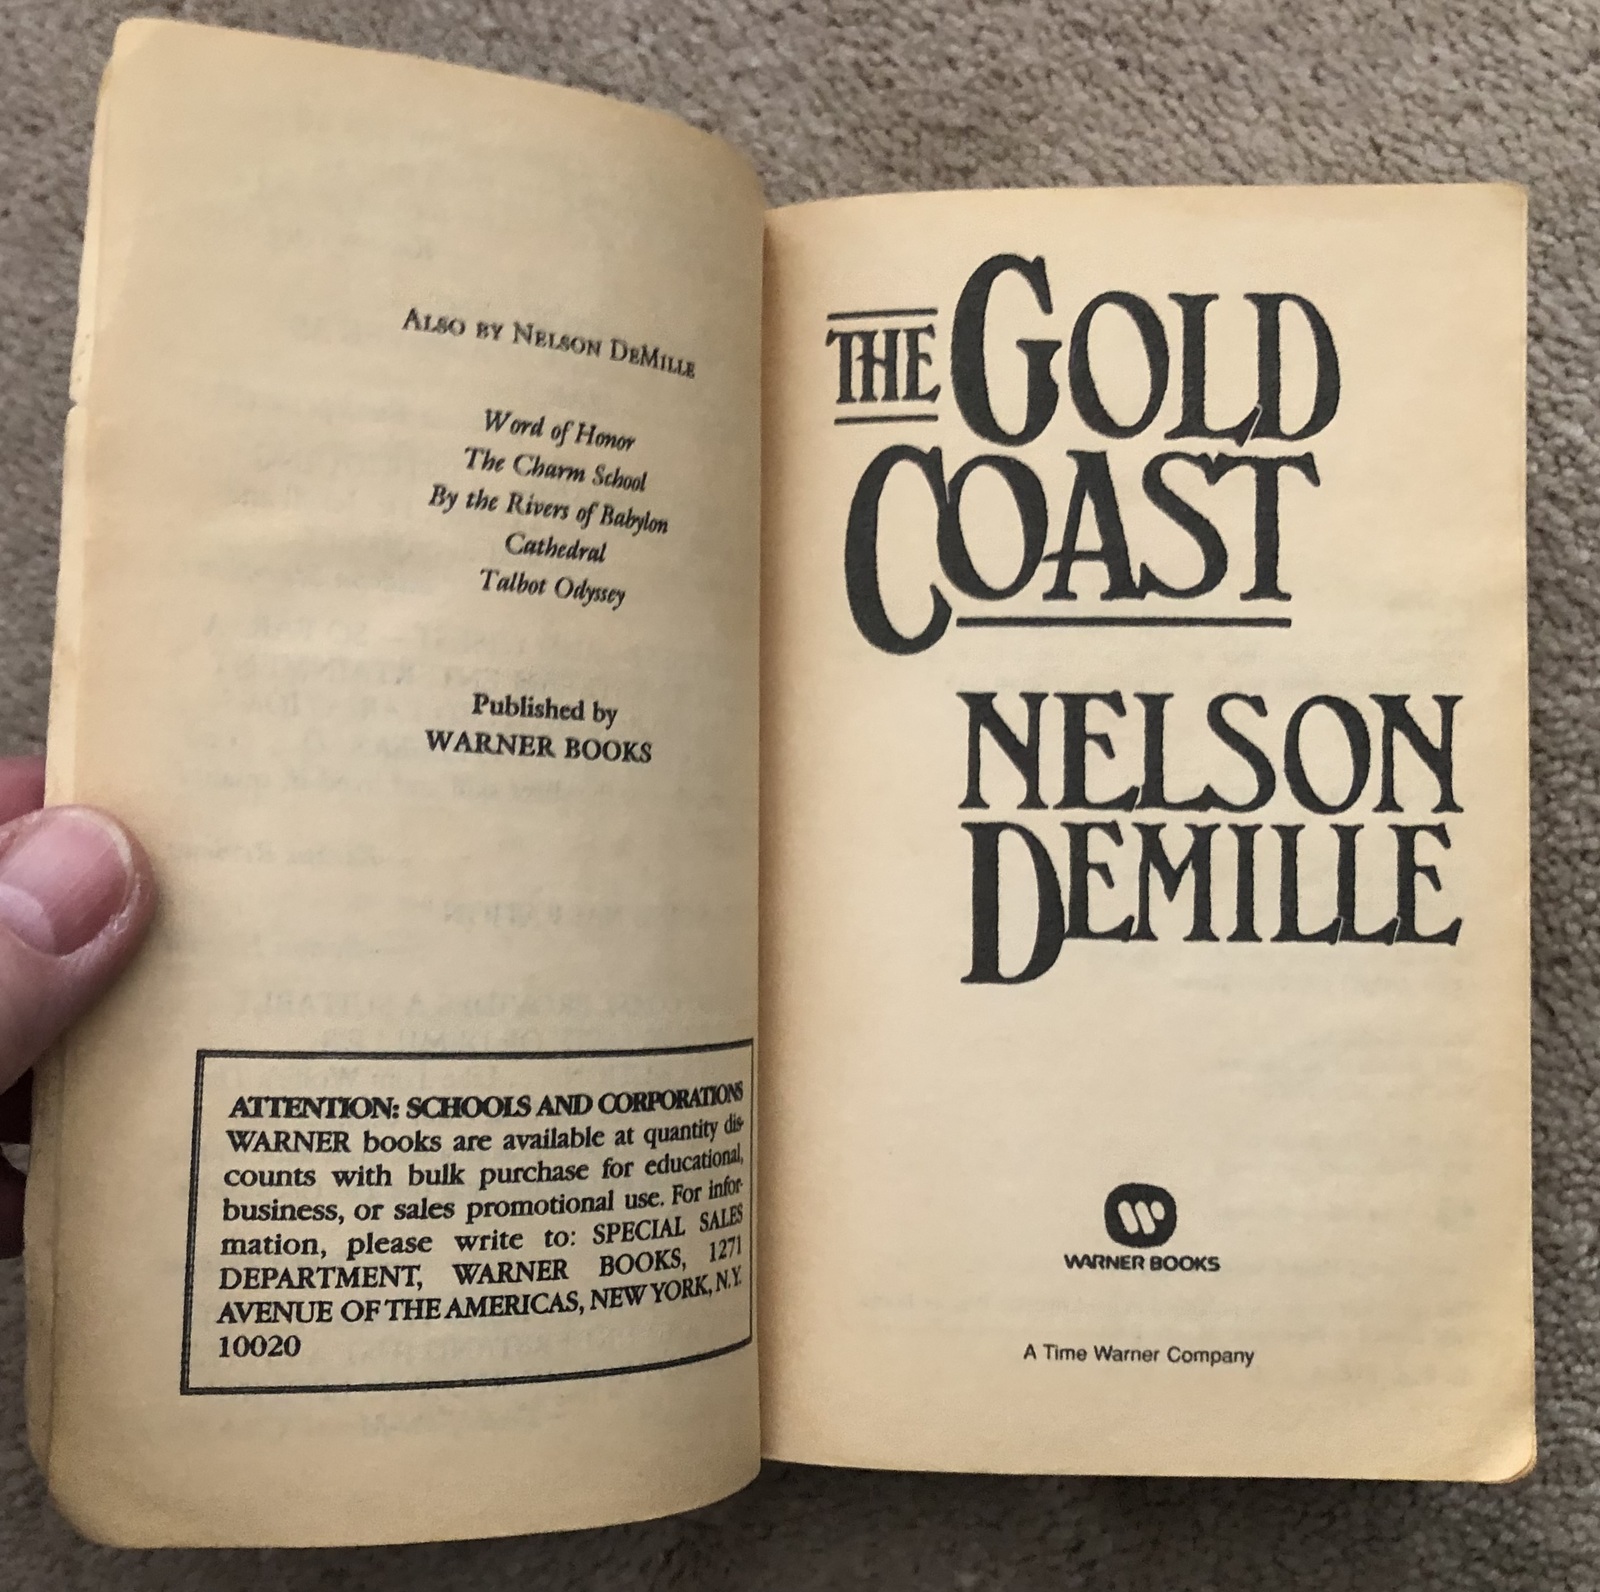 ALSO BY NELSON DEMILLE
Word of Honor
The Charm School
By the Rivers of Babylon
Cathedral
Talbot Odyssey
Published by
WARNER BOOKS
ATTENTION: SCHOOLS AND CORPORATIONS
WARNER books are available at quantity dis-
counts with bulk purchase for educational,
business, or sales promotional use. For infor-
mation, please write to: SPECIAL SALES
DEPARTMENT, WARNER BOOKS, 1271
AVENUE OF THE AMERICAS, NEW YORK, N.Y.
10020
THE GOLD
COAST
NELSON
DEMILLE
WARNER BOOKS
A Time Warner Company